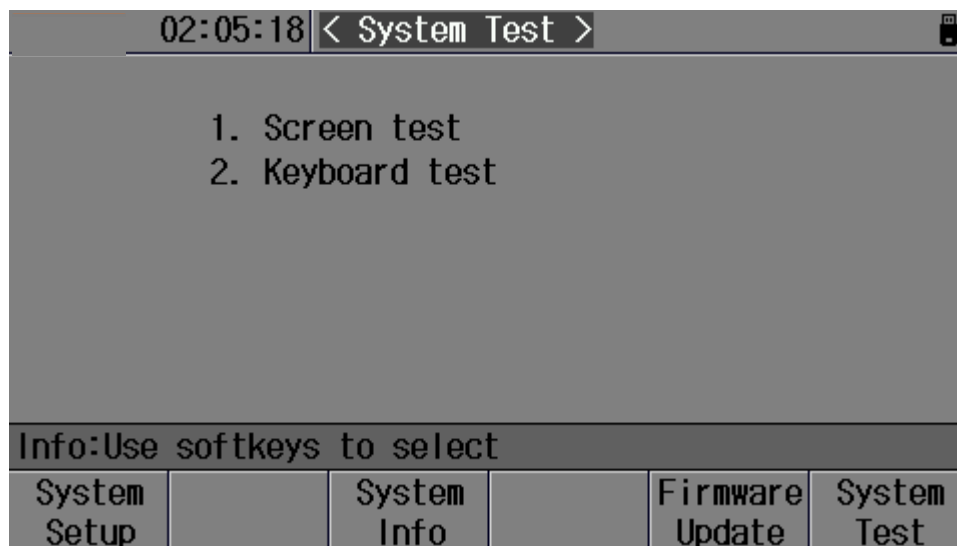 02:05:18 < System Test >
1. Screen test
2. Keyboard test
Info:Use softkeys to select
System Setup
System Info
Firmware Update
System Test